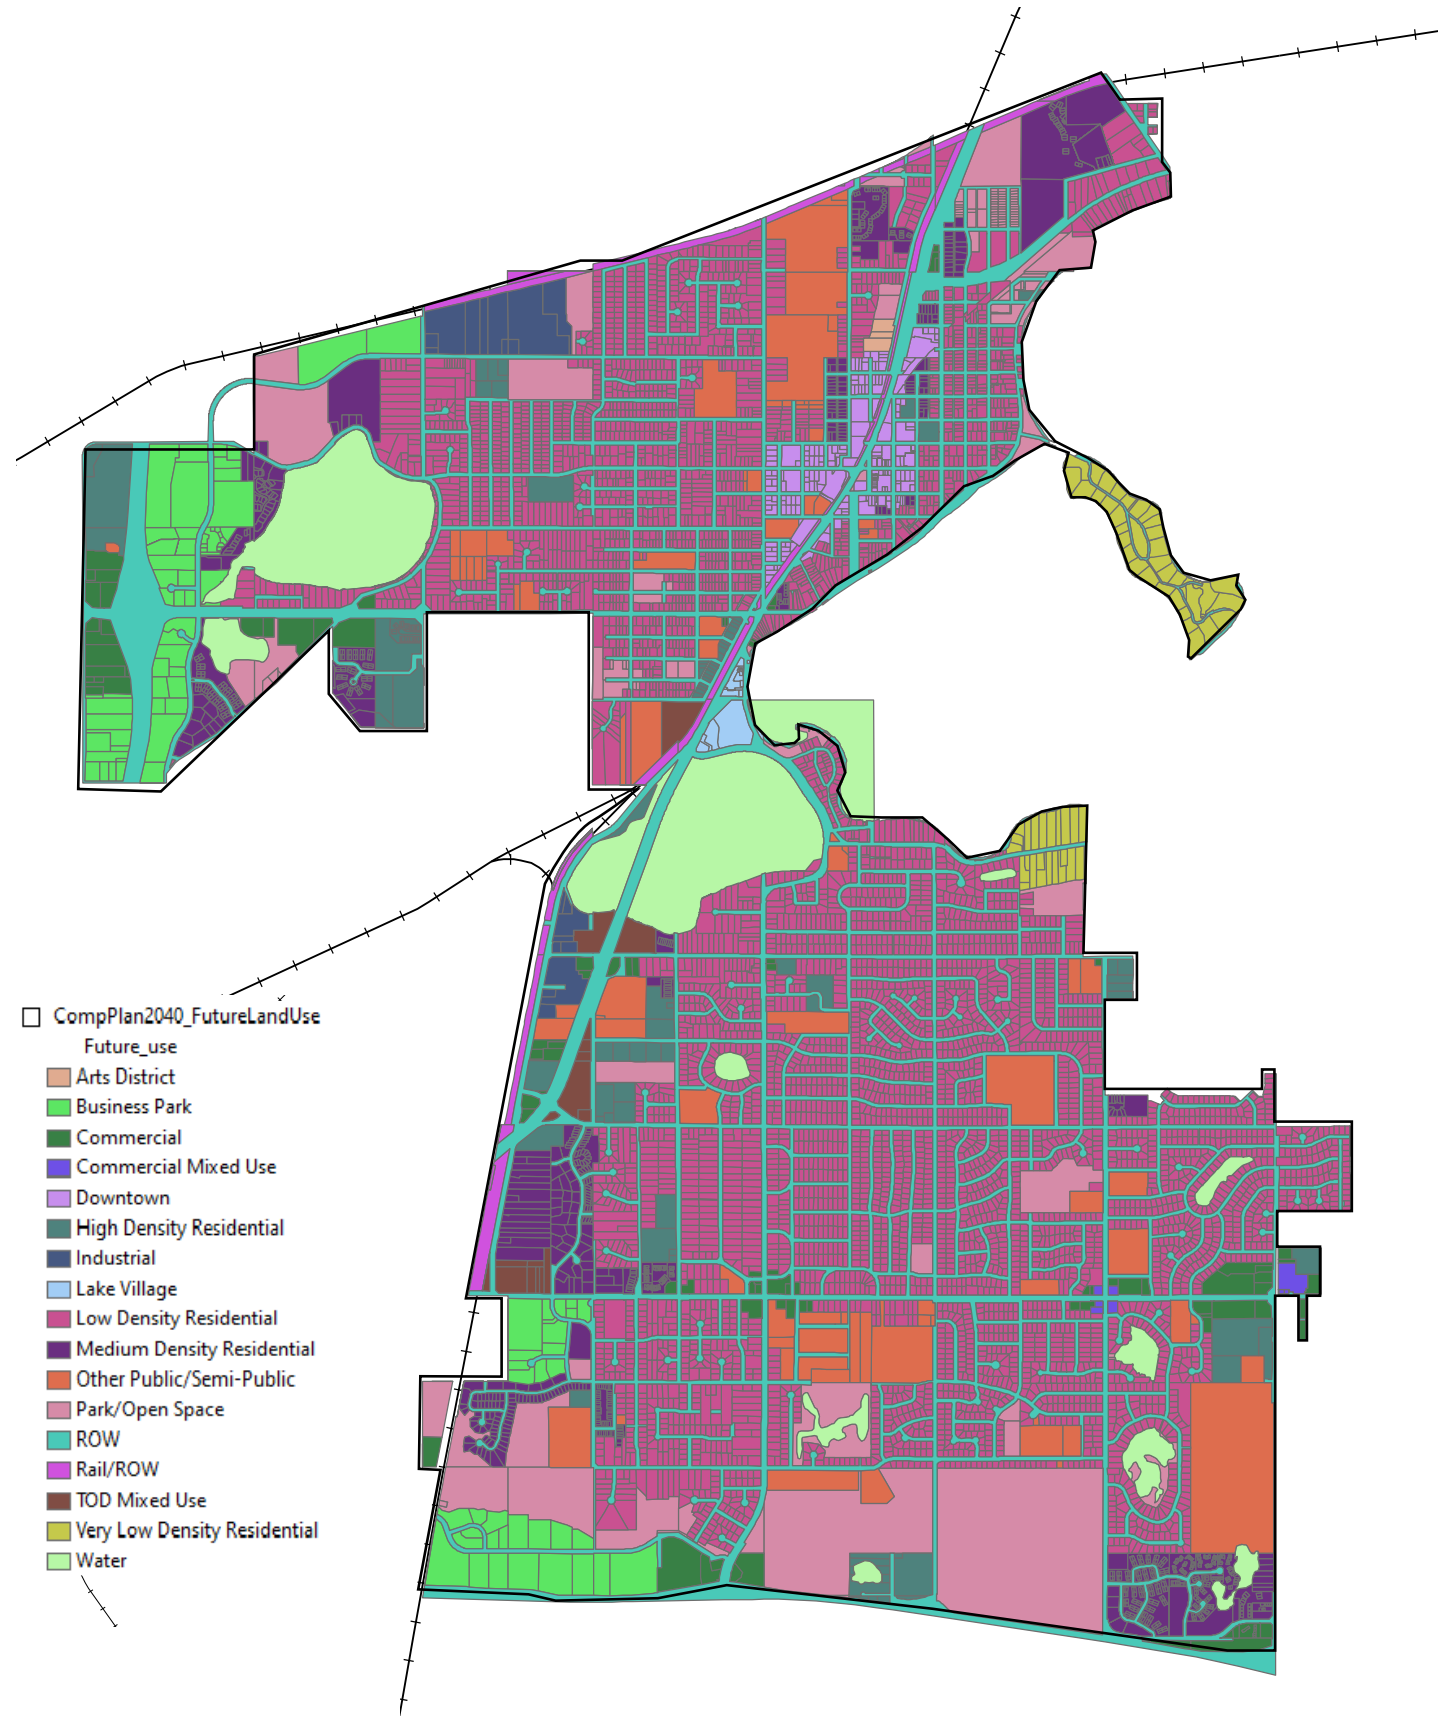 CompPlan2040_FutureLandUse
Future_use
Arts District
Business Park
Commercial
Commercial Mixed Use
Downtown
High Density Residential
Industrial
Lake Village
Low Density Residential
Medium Density Residential
Other Public/Semi-Public
Park/Open Space
ROW
Rail/ROW
TOD Mixed Use
Very Low Density Residential
Water